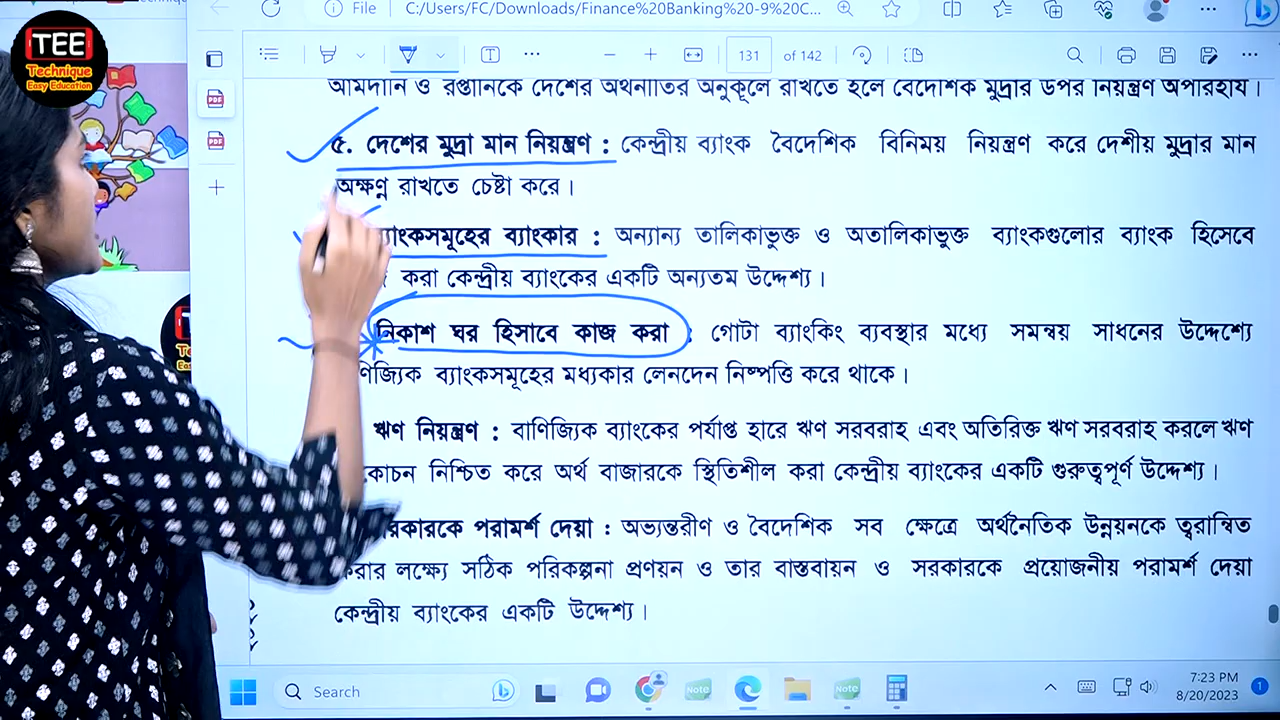 TEE
Technique
Easy Education
File
C:/Users/FC/Downloads/Finance%20Banking%20-9%20C...
131 of 142
আমদানি ও রপ্তানিকে দেশের অর্থনীতির অনুকূলে রাখতে হলে বৈদেশিক মুদ্রার উপর নিয়ন্ত্রণ অপরিহার্য।
৫. দেশের মুদ্রা মান নিয়ন্ত্রণ : কেন্দ্রীয় ব্যাংক বৈদেশিক বিনিময় নিয়ন্ত্রণ করে দেশীয় মুদ্রার মান
অক্ষণ্ন রাখতে চেষ্টা করে।
ব্যাংকসমূহের ব্যাংকার : অন্যান্য তালিকাভুক্ত ও অতালিকাভুক্ত ব্যাংকগুলোর ব্যাংক হিসেবে
করা কেন্দ্রীয় ব্যাংকের একটি অন্যতম উদ্দেশ্য।
নিকাশ ঘর হিসাবে কাজ করা : গোটা ব্যাংকিং ব্যবস্থার মধ্যে সমন্বয় সাধনের উদ্দেশ্যে
ণিজ্যিক ব্যাংকসমূহের মধ্যকার লেনদেন নিষ্পত্তি করে থাকে।
ঋণ নিয়ন্ত্রণ : বাণিজ্যিক ব্যাংকের পর্যাপ্ত হারে ঋণ সরবরাহ এবং অতিরিক্ত ঋণ সরবরাহ করলে ঋণ
কোচন নিশ্চিত করে অর্থ বাজারকে স্থিতিশীল করা কেন্দ্রীয় ব্যাংকের একটি গুরুত্বপূর্ণ উদ্দেশ্য।
রকারকে পরামর্শ দেয়া : অভ্যন্তরীণ ও বৈদেশিক সব ক্ষেত্রে অর্থনৈতিক উন্নয়নকে ত্বরান্বিত
করার লক্ষ্যে সঠিক পরিকল্পনা প্রণয়ন ও তার বাস্তবায়ন ও সরকারকে প্রয়োজনীয় পরামর্শ দেয়া
কেন্দ্রীয় ব্যাংকের একটি উদ্দেশ্য।
Search
Note
Note
7:23 PM
8/20/2023
1